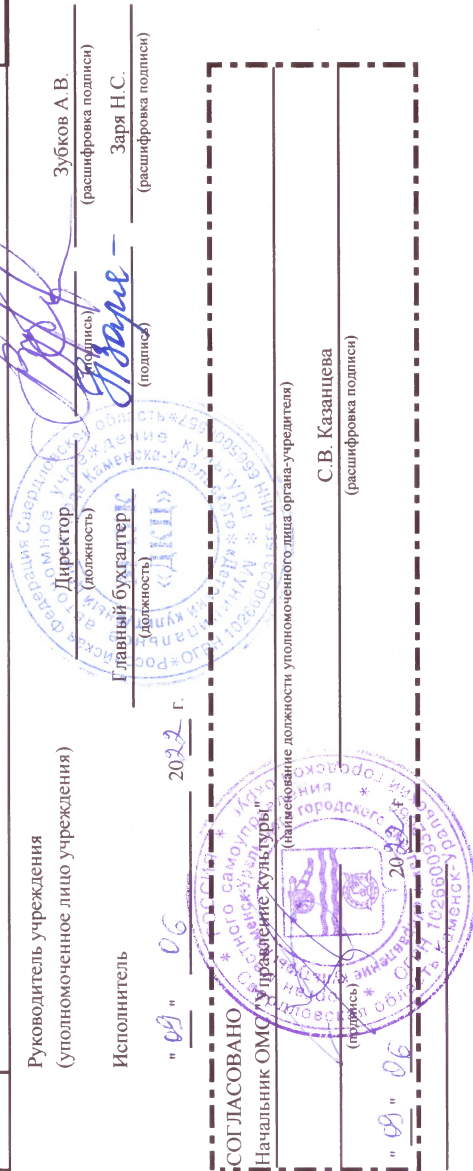 Руководитель учреждения
(уполномоченное лицо учреждения) Директор Зубков А.В.
(должность) (подпись) (расшифровка подписи)
Исполнитель Главный бухгалтер Заря Н.С.
(должность) (подпись) (расшифровка подписи)
" 09 " 06 2022 г.
СОГЛАСОВАНО
Начальник ОМС "Управление культуры"
(наименование должности уполномоченного лица органа-учредителя)
С.В. Казанцева
(подпись) (расшифровка подписи)
" 09 " 06 2022 г
«ДКЦ»